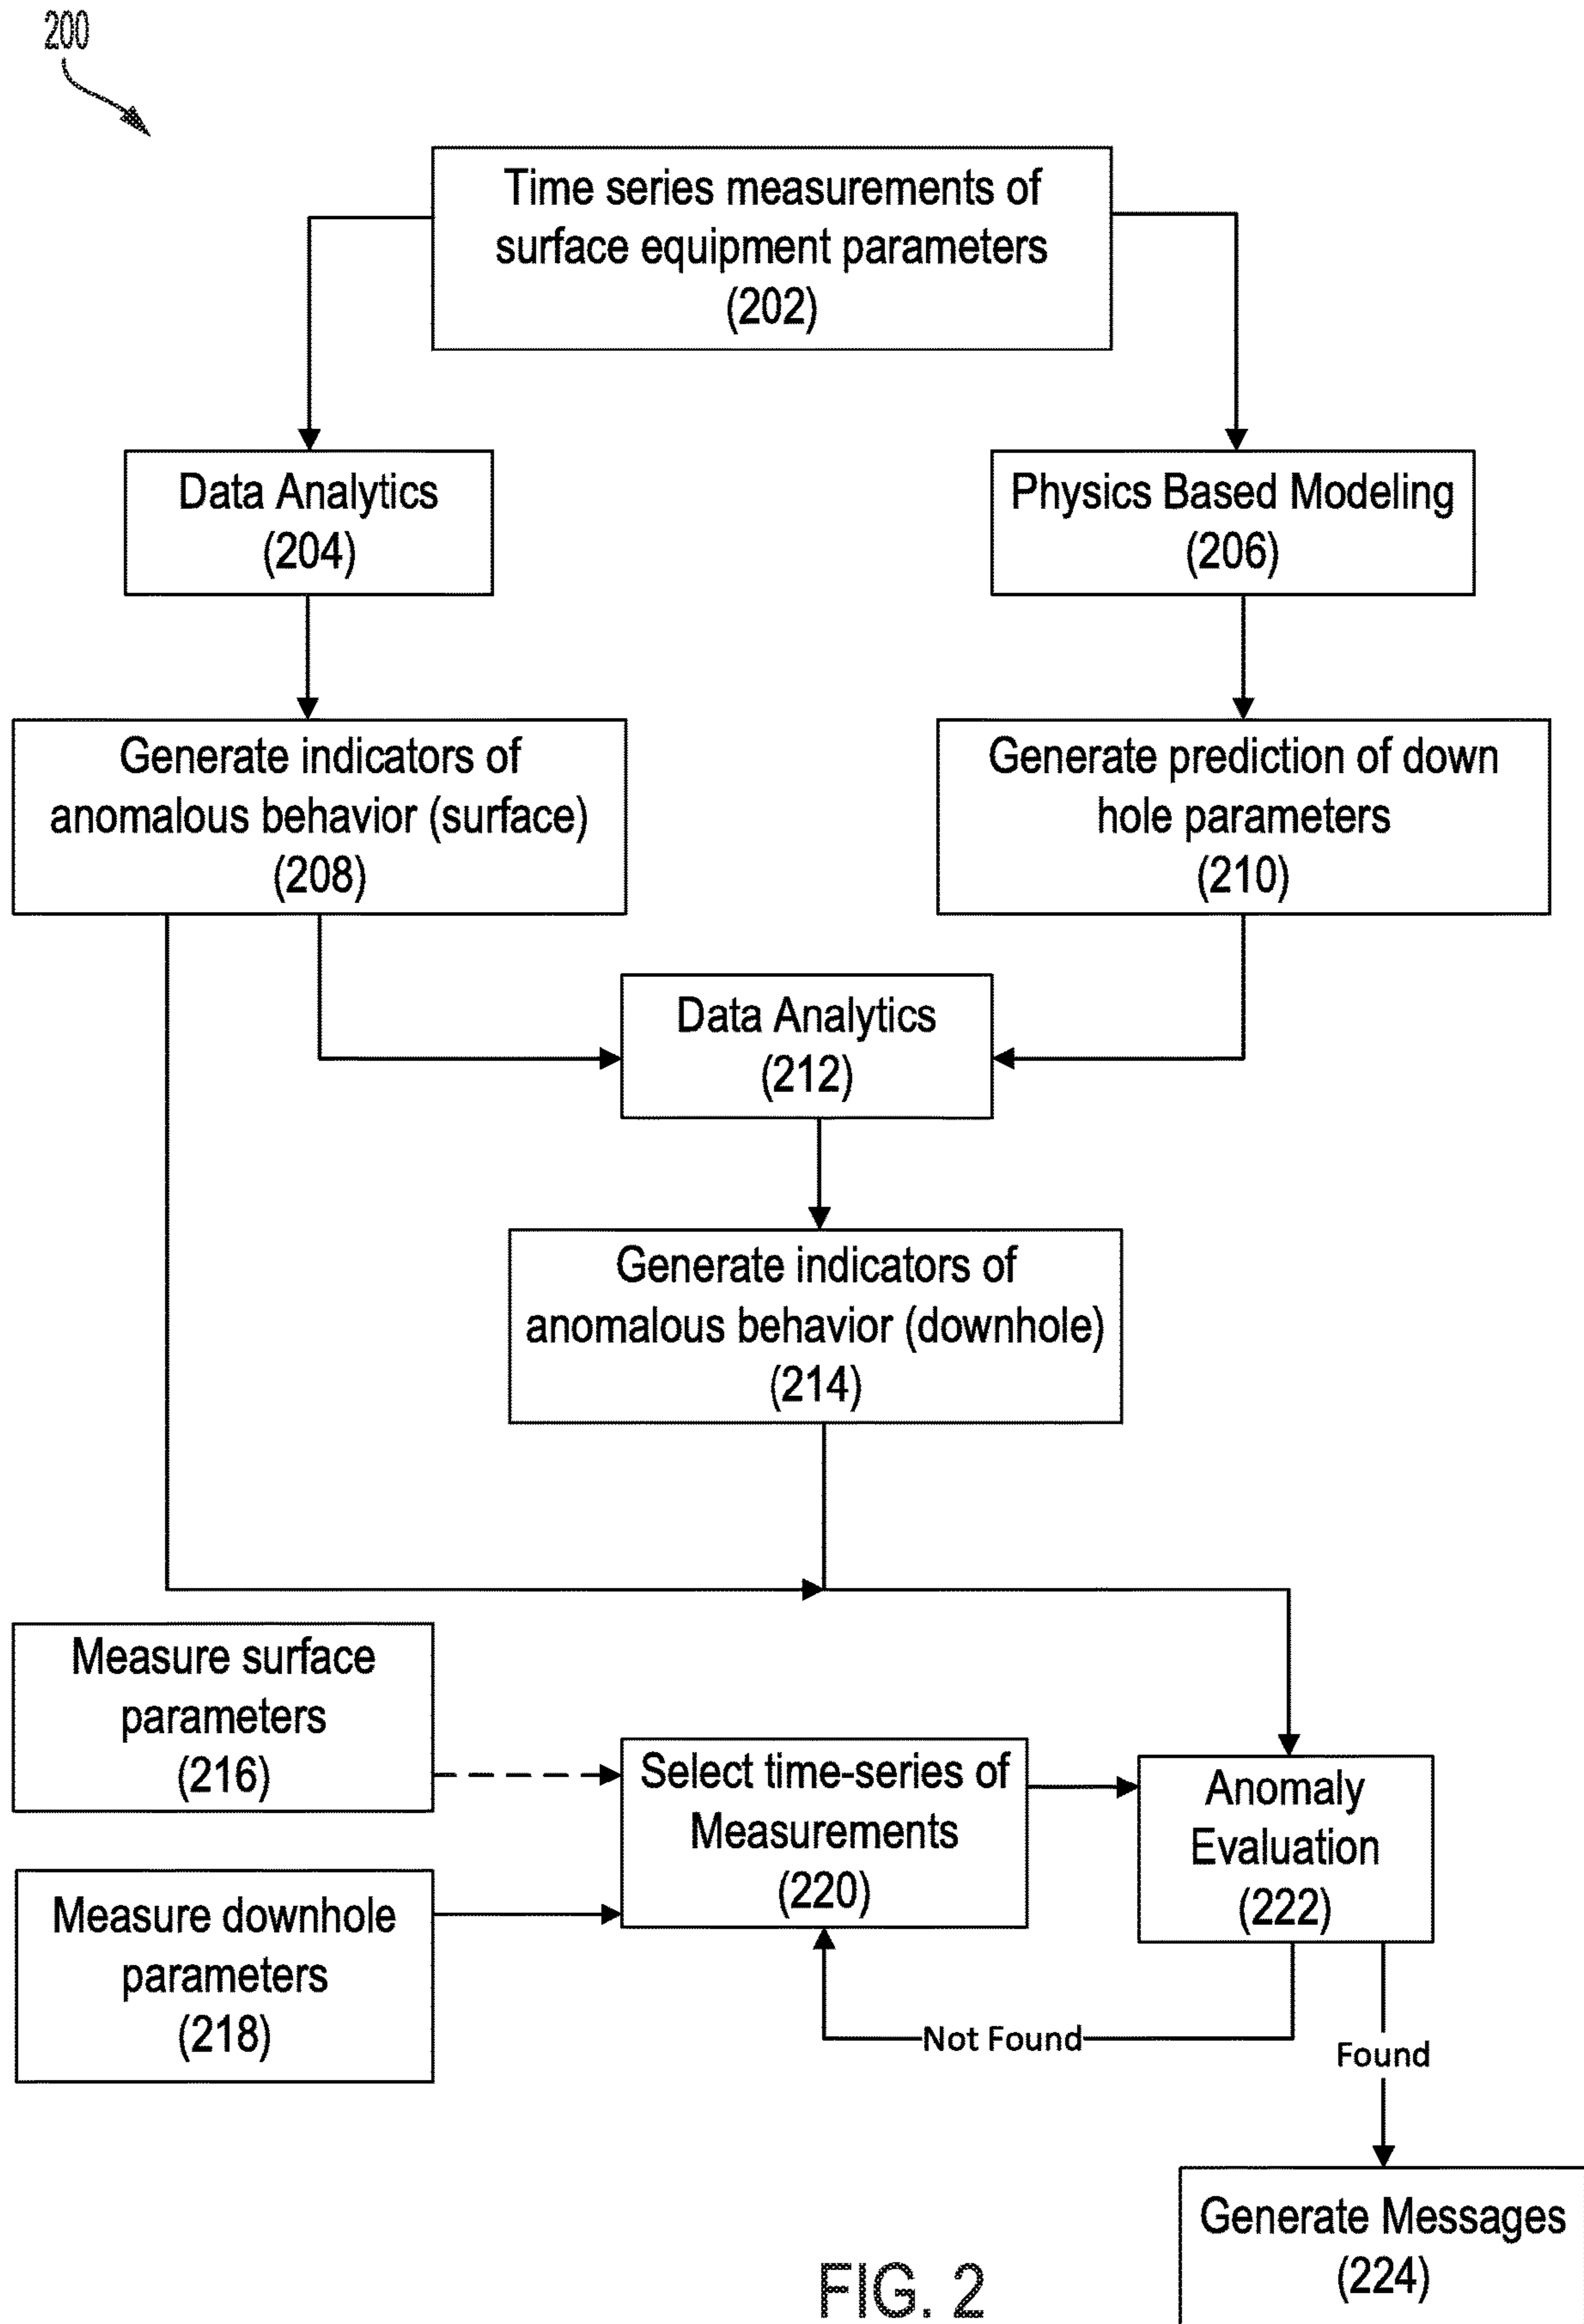 200
Time series measurements of
surface equipment parameters
(202)
Data Analytics
(204)
Physics Based Modeling
(206)
Generate indicators of
anomalous behavior (surface)
(208)
Generate prediction of down
hole parameters
(210)
Data Analytics
(212)
Generate indicators of
anomalous behavior (downhole)
(214)
Measure surface
parameters
(216)
Select time-series of
Measurements
(220)
Anomaly
Evaluation
(222)
Measure downhole
parameters
(218)
Not Found
Found
Generate Messages
(224)
FIG. 2